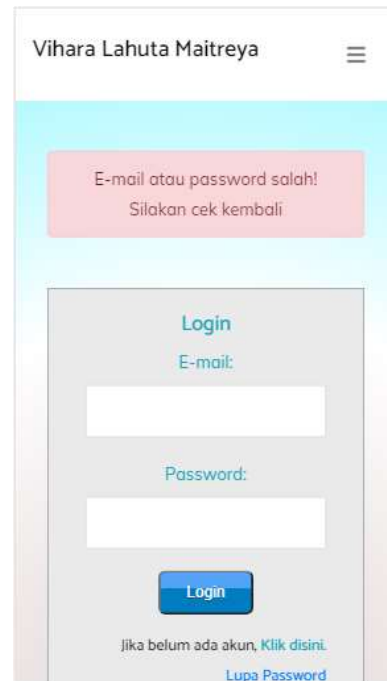 Vihara Lahuta Maitreya
E-mail atau password salah!
Silakan cek kembali
Login
E-mail:
Password:
Login
Jika belum ada akun, Klik disini.
Lupa Password